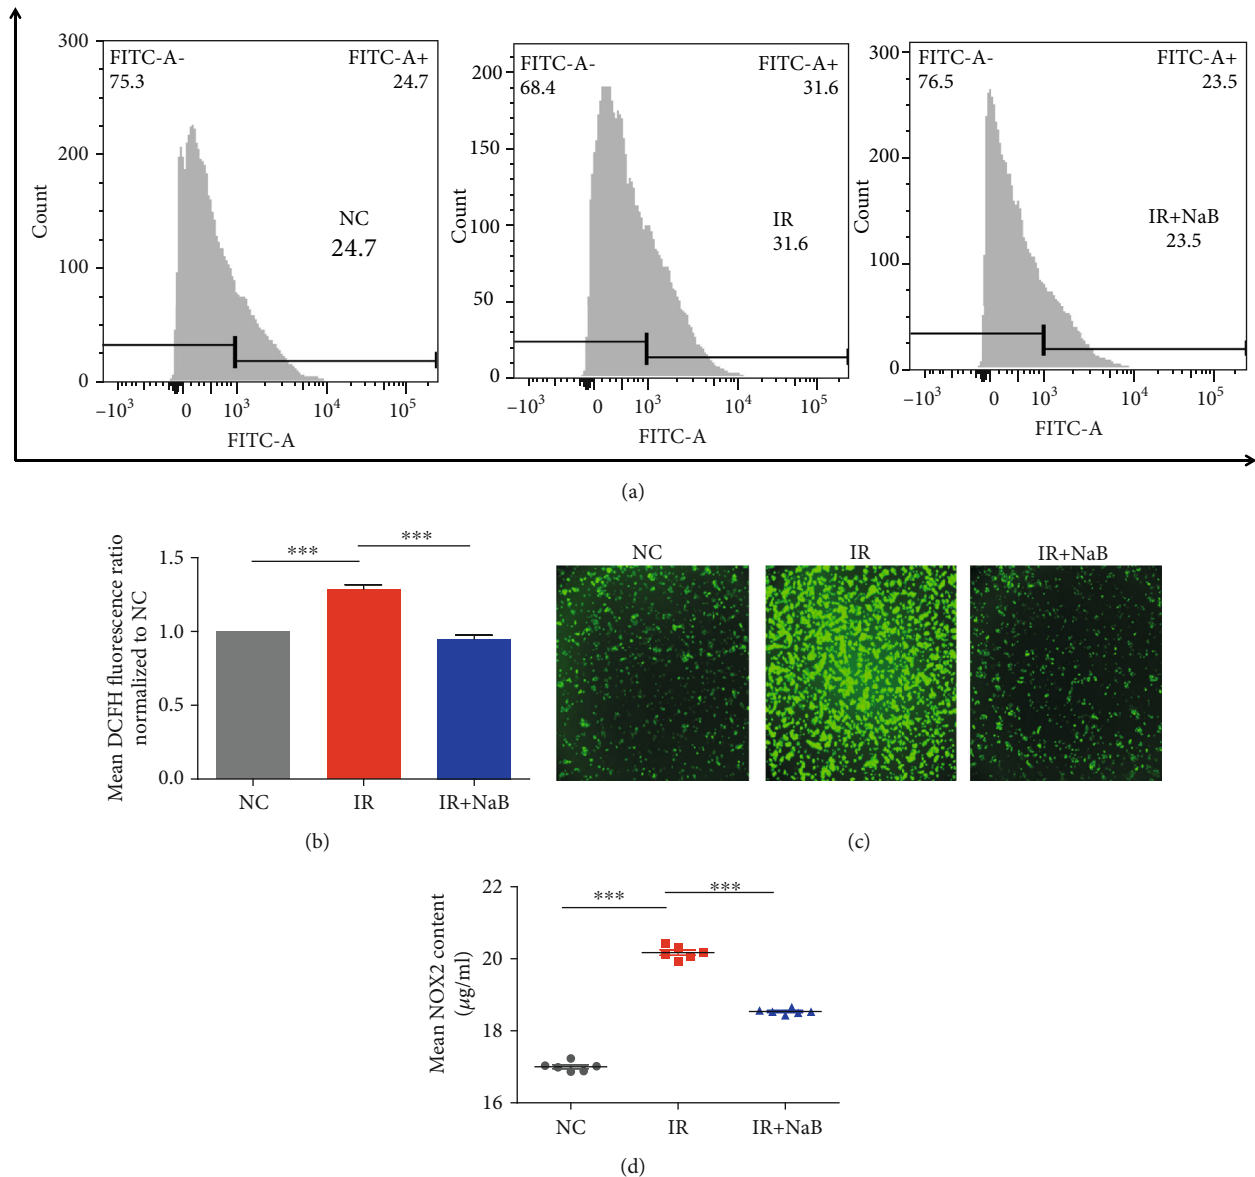 FITC-A-
75.3
FITC-A+
24.7
NC
24.7
300
200
100
0
Count
−10³ 0 10³ 10⁴ 10⁵
FITC-A
FITC-A-
68.4
FITC-A+
31.6
IR
31.6
200
150
100
50
0
Count
−10³ 0 10³ 10⁴ 10⁵
FITC-A
FITC-A-
76.5
FITC-A+
23.5
IR+NaB
23.5
300
200
100
0
Count
−10³ 0 10³ 10⁴ 10⁵
FITC-A
(a)
Mean DCFH fluorescence ratio
normalized to NC
1.5
1.0
0.5
0.0
***
***
NC IR IR+NaB
(b)
NC IR IR+NaB
(c)
Mean NOX2 content
(μg/ml)
22
20
18
16
***
***
NC IR IR+NaB
(d)